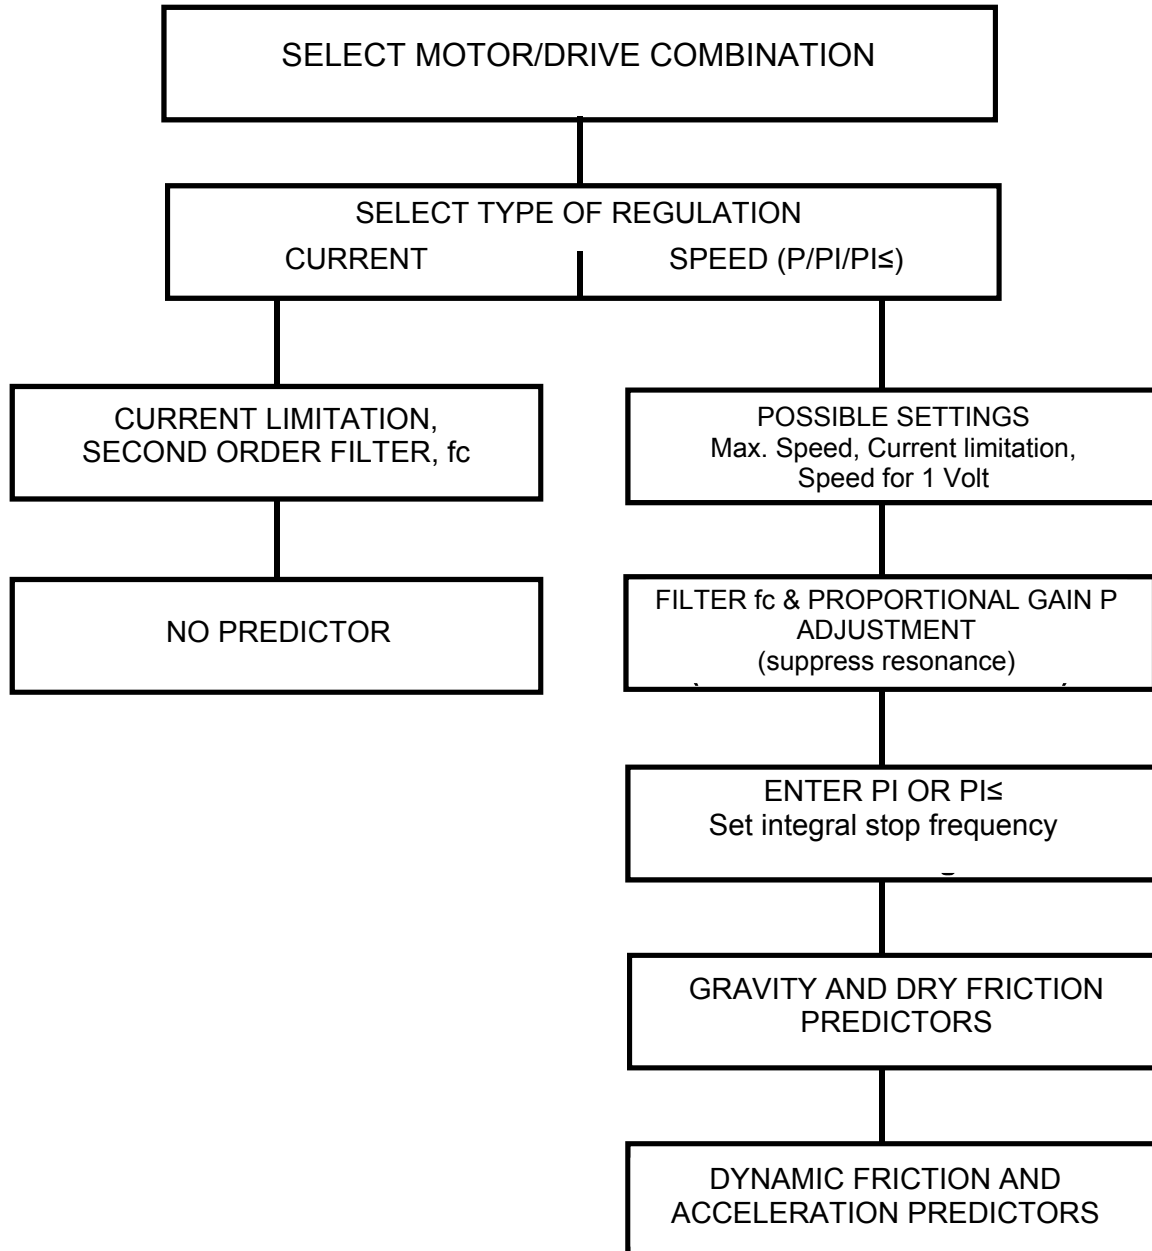 SELECT MOTOR/DRIVE COMBINATION
SELECT TYPE OF REGULATION
CURRENT
SPEED (P/PI/PI≤)
CURRENT LIMITATION,
SECOND ORDER FILTER, fc
NO PREDICTOR
POSSIBLE SETTINGS
Max. Speed, Current limitation,
Speed for 1 Volt
FILTER fc & PROPORTIONAL GAIN P
ADJUSTMENT
(suppress resonance)
ENTER PI OR PI≤
Set integral stop frequency
GRAVITY AND DRY FRICTION
PREDICTORS
DYNAMIC FRICTION AND
ACCELERATION PREDICTORS